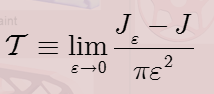 𝒯 ≡ lim_{ε→0} (J_ε − J) / (πε²)